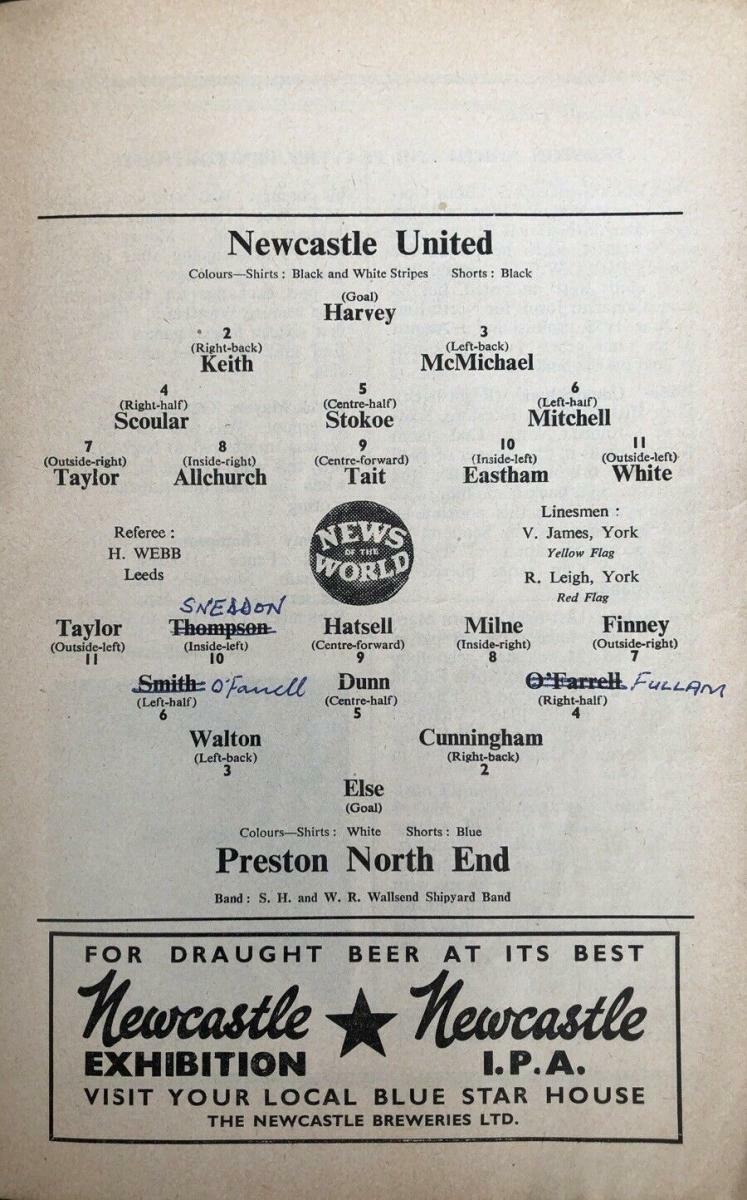 Newcastle United
Colours—Shirts : Black and White Stripes Shorts : Black
(Goal)
Harvey
2 3
(Right-back) (Left-back)
Keith McMichael
4 5 6
(Right-half) (Centre-half) (Left-half)
Scoular Stokoe Mitchell
7 8 9 10 11
(Outside-right) (Inside-right) (Centre-forward) (Inside-left) (Outside-left)
Taylor Allchurch Tait Eastham White
Referee :
H. WEBB
Leeds
NEWS
OF THE
WORLD
Linesmen :
V. James, York
Yellow Flag
R. Leigh, York
Red Flag
SNEDDON
Taylor Thompson Hatsell Milne Finney
(Outside-left) (Inside-left) (Centre-forward) (Inside-right) (Outside-right)
11 10 9 8 7
Smith O'Farrell Dunn O'Farrell FULLAM
(Left-half) (Centre-half) (Right-half)
6 5 4
Walton Cunningham
(Left-back) (Right-back)
3 2
Else
(Goal)
Colours—Shirts : White Shorts : Blue
Preston North End
Band : S. H. and W. R. Wallsend Shipyard Band
FOR DRAUGHT BEER AT ITS BEST
Newcastle Newcastle
EXHIBITION I.P.A.
VISIT YOUR LOCAL BLUE STAR HOUSE
THE NEWCASTLE BREWERIES LTD.